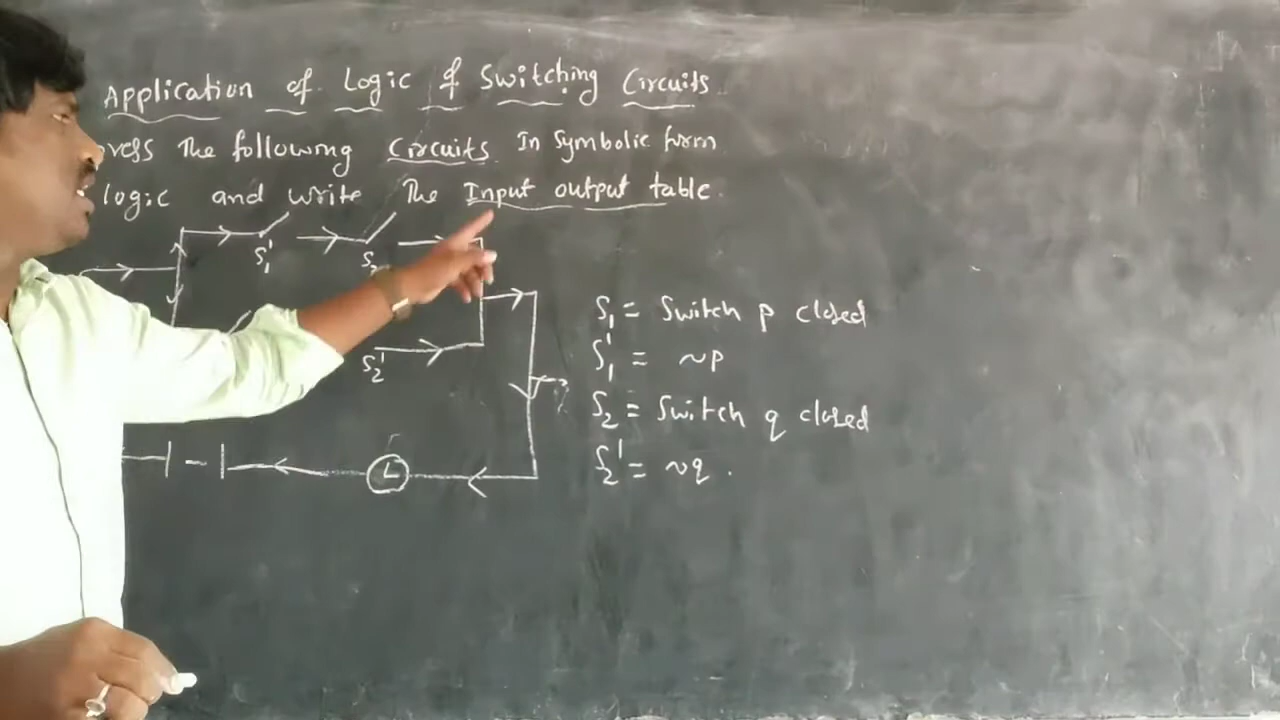 Application of Logic of Switching Circuits
ress The following Circuits In Symbolic form
logic and write The Input output table.
S₁' S₂
S₂'
L
S₁ = Switch p closed
S₁' = ~p
S₂ = Switch q closed
S₂' = ~q .